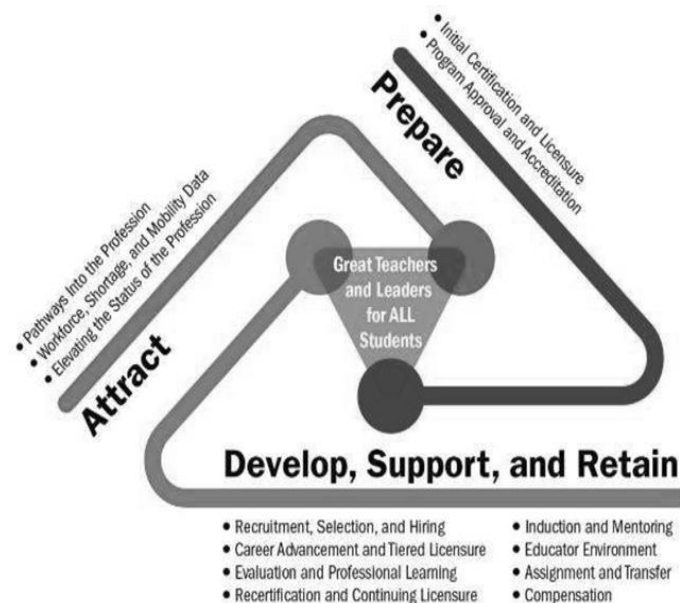 Prepare
• Initial Certification and Licensure
• Program Approval and Accreditation
Attract
• Pathways Into the Profession
• Workforce, Shortage, and Mobility Data
• Elevating the Status of the Profession
Great Teachers
and Leaders
for ALL
Students
Develop, Support, and Retain
• Recruitment, Selection, and Hiring
• Career Advancement and Tiered Licensure
• Evaluation and Professional Learning
• Recertification and Continuing Licensure
• Induction and Mentoring
• Educator Environment
• Assignment and Transfer
• Compensation